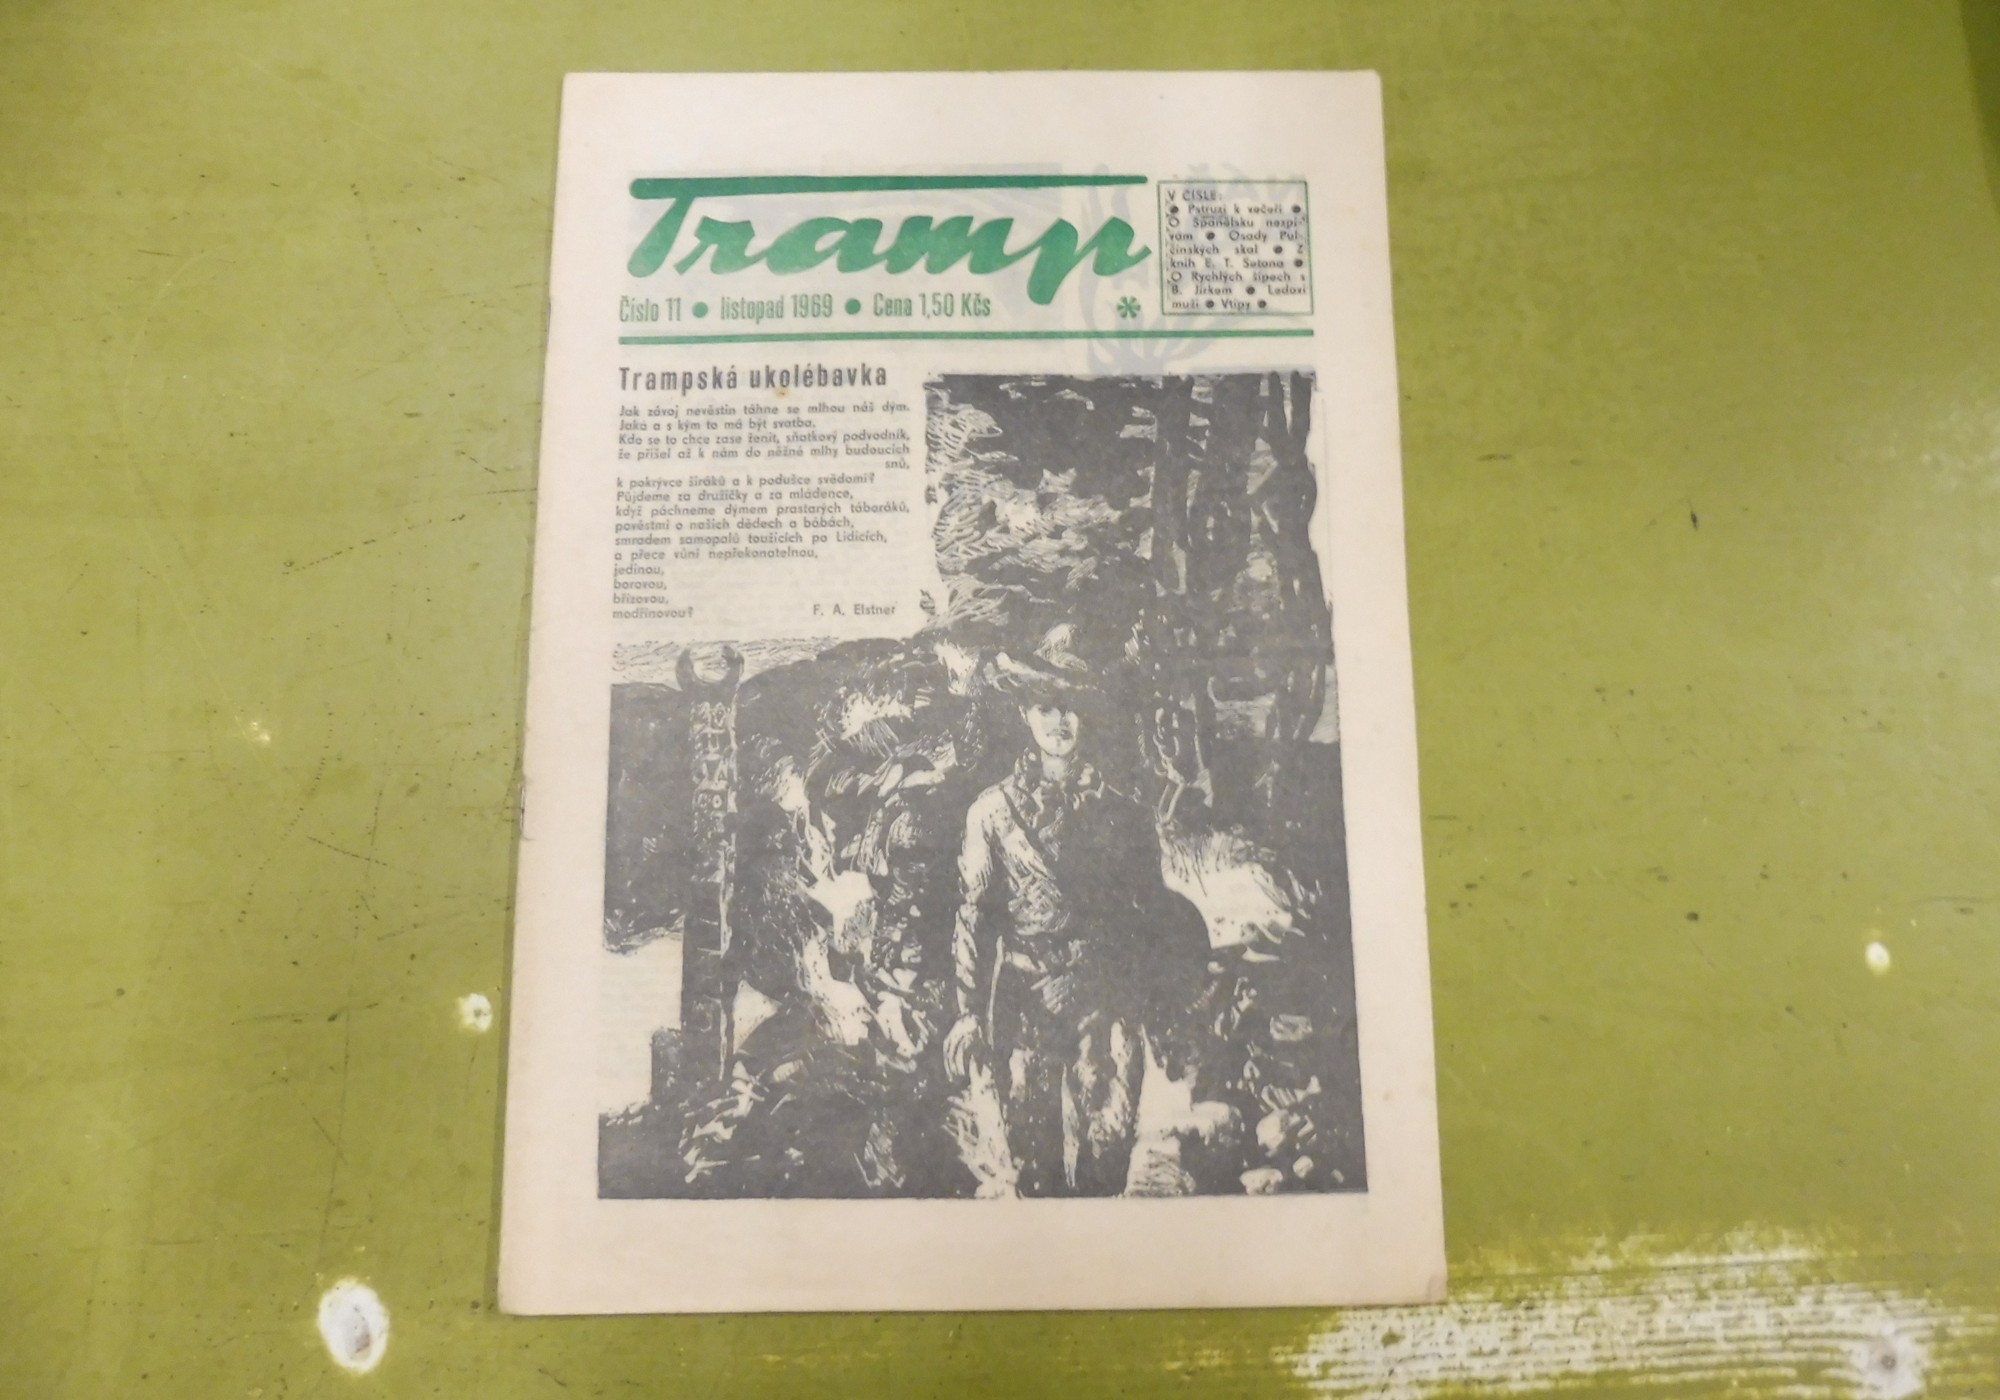 Tramp
Číslo 11 ● listopad 1969 ● Cena 1,50 Kčs
*
V ČÍSLE:
● Pstruzi k večeři ●
O Španělsku nezpí-
vám ● Osady Pul-
čínských skal ● Z
knih E. T. Setona ●
O Rychlých šípech s
B. Jirkem ● Ledoví
muži ● Vtipy ●
Trampská ukolébavka
Jak závoj nevěstin táhne se mlhou náš dým.
Jaká a s kým to má být svatba.
Kdo se to chce zase ženit, sňatkový podvodník,
že přišel až k nám do něžné mlhy budoucích
snů,
k pokrývce širáků a k podušce svědomí?
Půjdeme za družičky a za mládence,
když páchneme dýmem prastarých táboráků,
pověstmi o našich dědech a bábách,
smradem samopalů toužících po Lidicích,
a přece vůní nepřekonatelnou,
jedinou,
borovou,
břízovou,
modřínovou?
F. A. Elstner